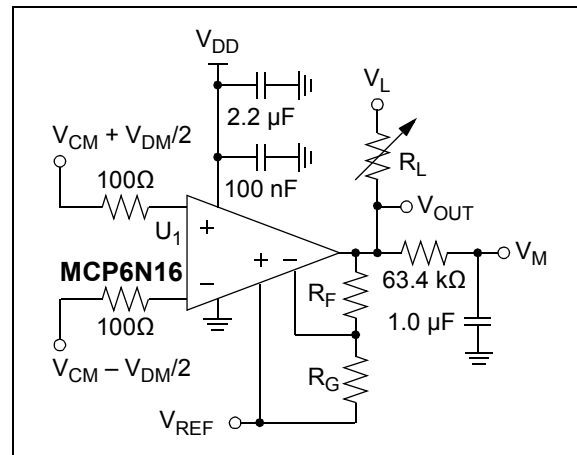 V_DD
V_L
2.2 µF
V_CM + V_DM/2
R_L
100Ω
100 nF
V_OUT
U_1
+
V_M
MCP6N16
+ −
63.4 kΩ
−
R_F
100Ω
1.0 µF
V_CM − V_DM/2
R_G
V_REF